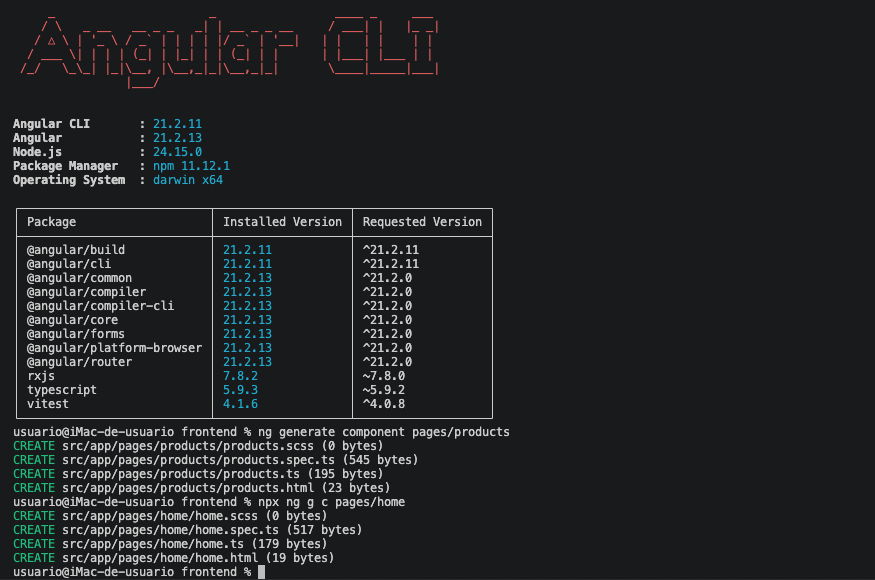 Angular CLI
Angular CLI : 21.2.11
Angular : 21.2.13
Node.js : 24.15.0
Package Manager : npm 11.12.1
Operating System : darwin x64
Package Installed Version Requested Version
@angular/build 21.2.11 ^21.2.11
@angular/cli 21.2.11 ^21.2.11
@angular/common 21.2.13 ^21.2.0
@angular/compiler 21.2.13 ^21.2.0
@angular/compiler-cli 21.2.13 ^21.2.0
@angular/core 21.2.13 ^21.2.0
@angular/forms 21.2.13 ^21.2.0
@angular/platform-browser 21.2.13 ^21.2.0
@angular/router 21.2.13 ^21.2.0
rxjs 7.8.2 ~7.8.0
typescript 5.9.3 ~5.9.2
vitest 4.1.6 ^4.0.8
usuario@iMac-de-usuario frontend % ng generate component pages/products
CREATE src/app/pages/products/products.scss (0 bytes)
CREATE src/app/pages/products/products.spec.ts (545 bytes)
CREATE src/app/pages/products/products.ts (195 bytes)
CREATE src/app/pages/products/products.html (23 bytes)
usuario@iMac-de-usuario frontend % npx ng g c pages/home
CREATE src/app/pages/home/home.scss (0 bytes)
CREATE src/app/pages/home/home.spec.ts (517 bytes)
CREATE src/app/pages/home/home.ts (179 bytes)
CREATE src/app/pages/home/home.html (19 bytes)
usuario@iMac-de-usuario frontend %